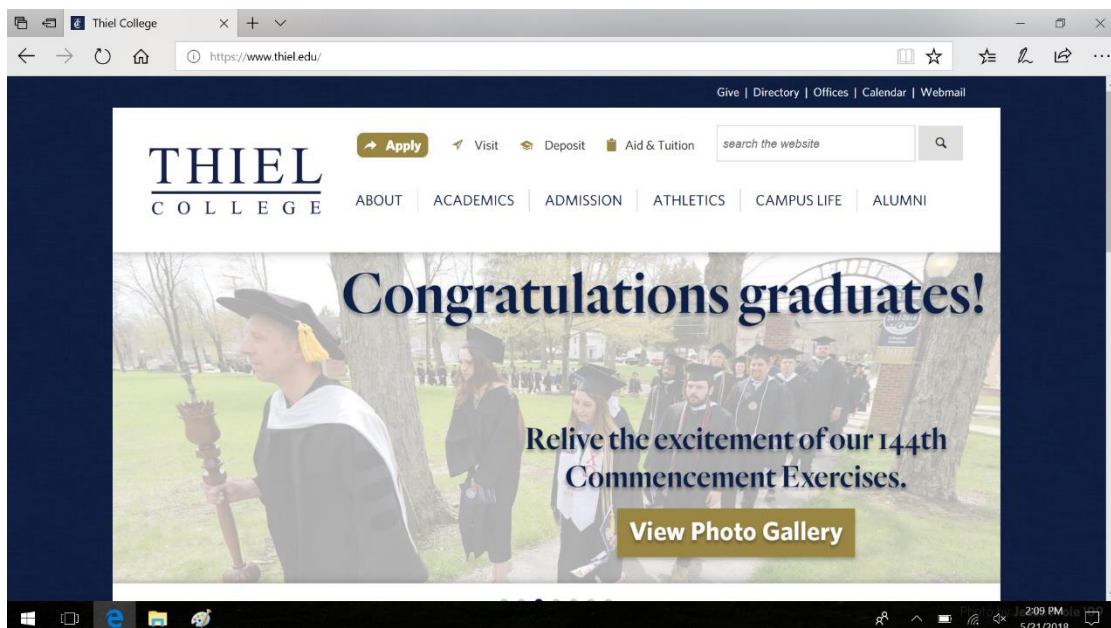 Thiel College
https://www.thiel.edu/
Give | Directory | Offices | Calendar | Webmail
THIEL
COLLEGE
Apply
Visit
Deposit
Aid & Tuition
search the website
ABOUT
ACADEMICS
ADMISSION
ATHLETICS
CAMPUS LIFE
ALUMNI
Congratulations graduates!
Relive the excitement of our 144th
Commencement Exercises.
View Photo Gallery
Photo by
2:09 PM
5/21/2018